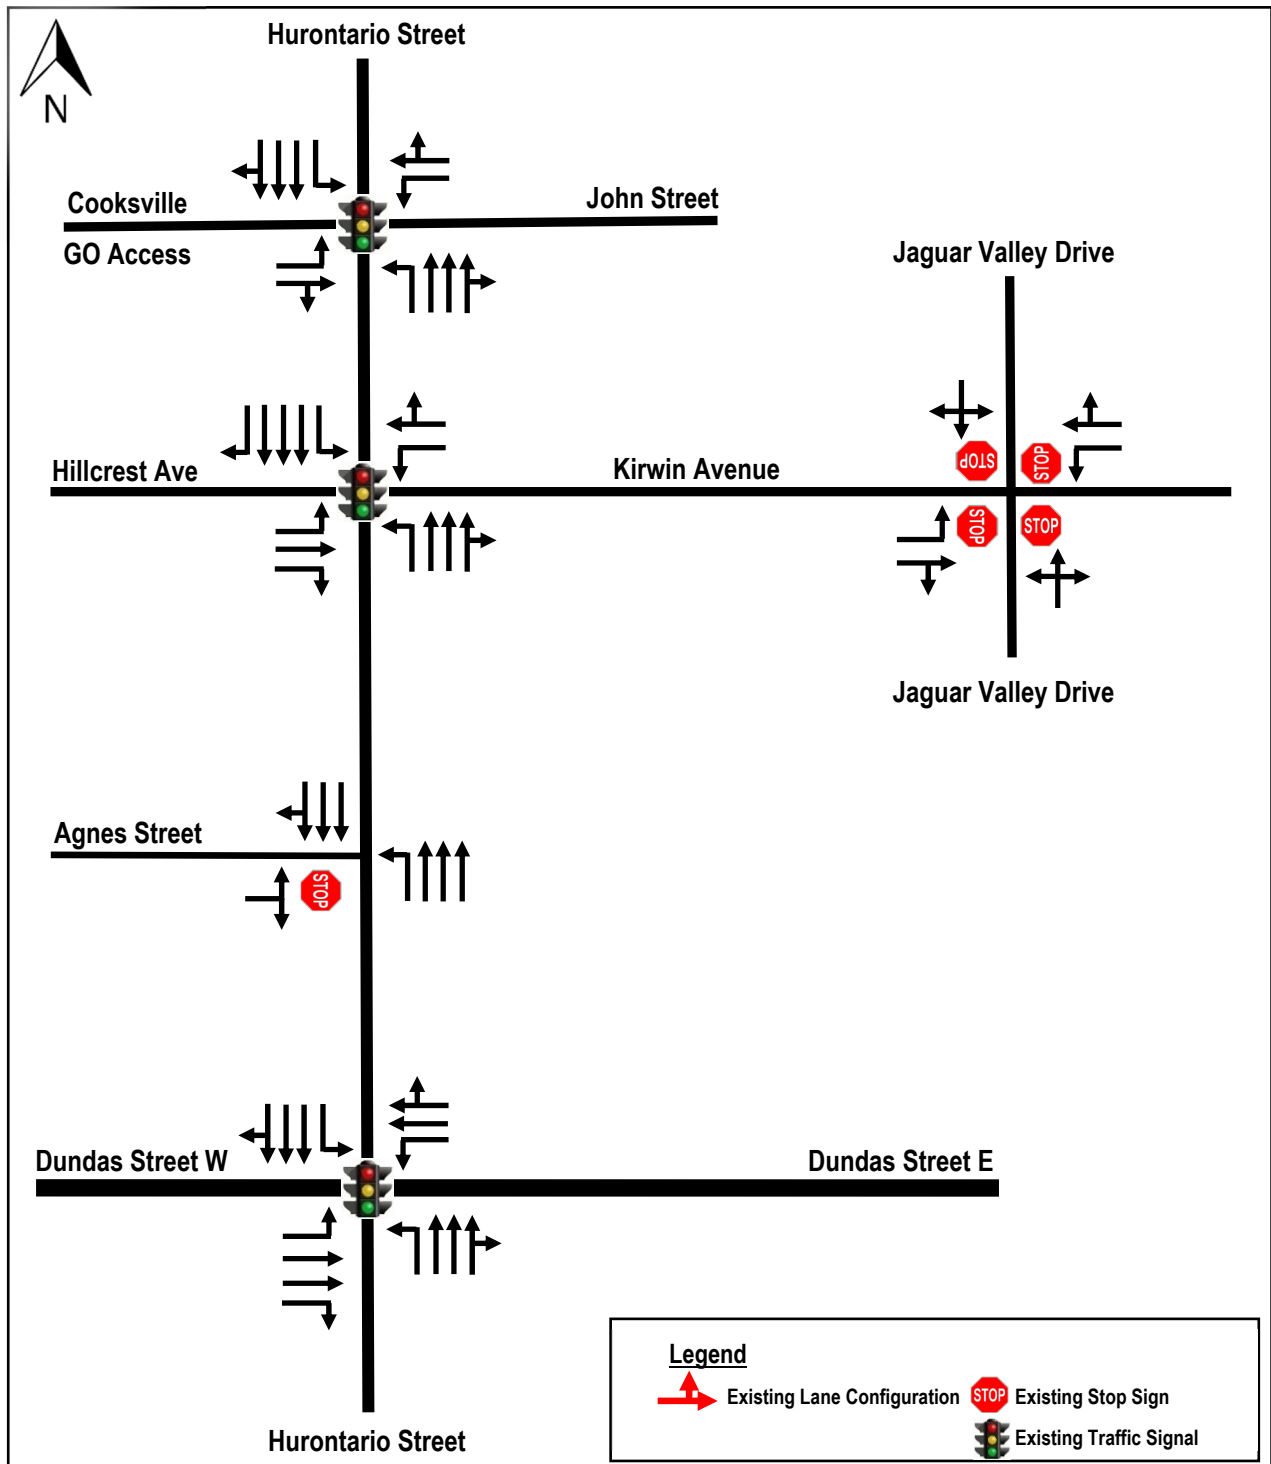 Hurontario Street
N
Cooksville
John Street
GO Access
Jaguar Valley Drive
Hillcrest Ave
Kirwin Avenue
STOP
STOP
STOP
STOP
Jaguar Valley Drive
Agnes Street
STOP
Dundas Street W
Dundas Street E
Legend
Existing Lane Configuration
STOP
Existing Stop Sign
Existing Traffic Signal
Hurontario Street